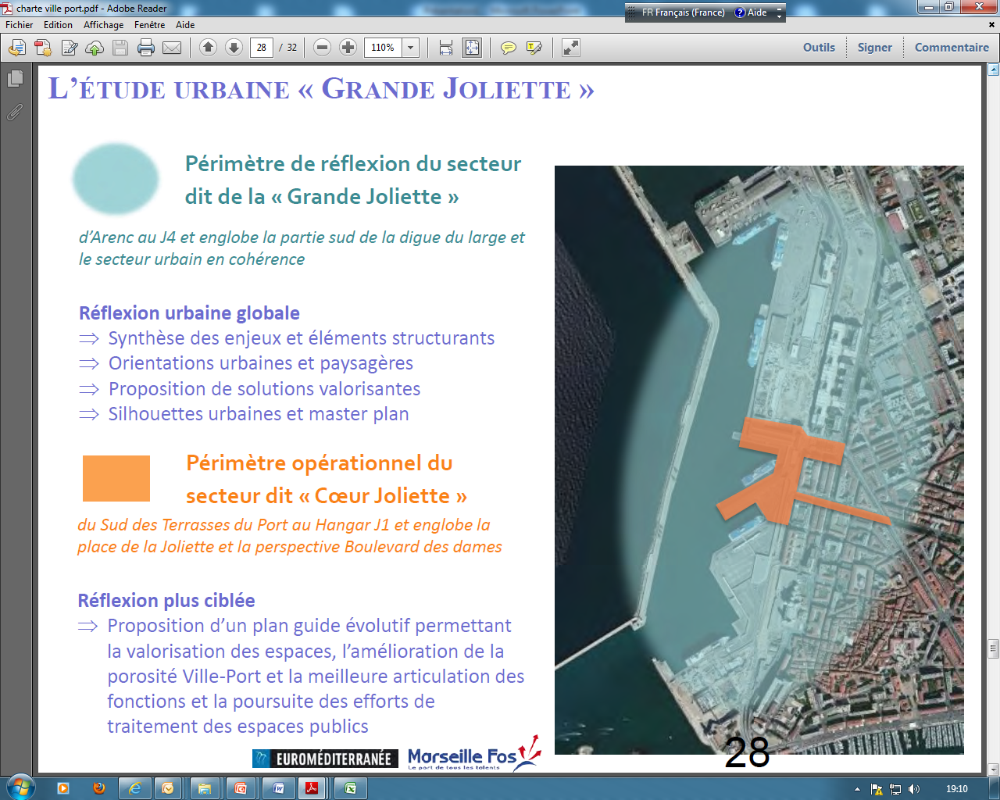 charte ville port.pdf - Adobe Reader
FR Français (France) Aide
Fichier Edition Affichage Fenêtre Aide
28 / 32 110% Outils Signer Commentaire
L’ÉTUDE URBAINE « GRANDE JOLIETTE »
Périmètre de réflexion du secteur
dit de la « Grande Joliette »
d’Arenc au J4 et englobe la partie sud de la digue du large et
le secteur urbain en cohérence
Réflexion urbaine globale
⇒ Synthèse des enjeux et éléments structurants
⇒ Orientations urbaines et paysagères
⇒ Proposition de solutions valorisantes
⇒ Silhouettes urbaines et master plan
Périmètre opérationnel du
secteur dit « Cœur Joliette »
du Sud des Terrasses du Port au Hangar J1 et englobe la
place de la Joliette et la perspective Boulevard des dames
Réflexion plus ciblée
⇒ Proposition d’un plan guide évolutif permettant
la valorisation des espaces, l’amélioration de la
porosité Ville-Port et la meilleure articulation des
fonctions et la poursuite des efforts de
traitement des espaces publics
EUROMÉDITERRANÉE
Marseille Fos
Le port de tous les talents
28
19:10